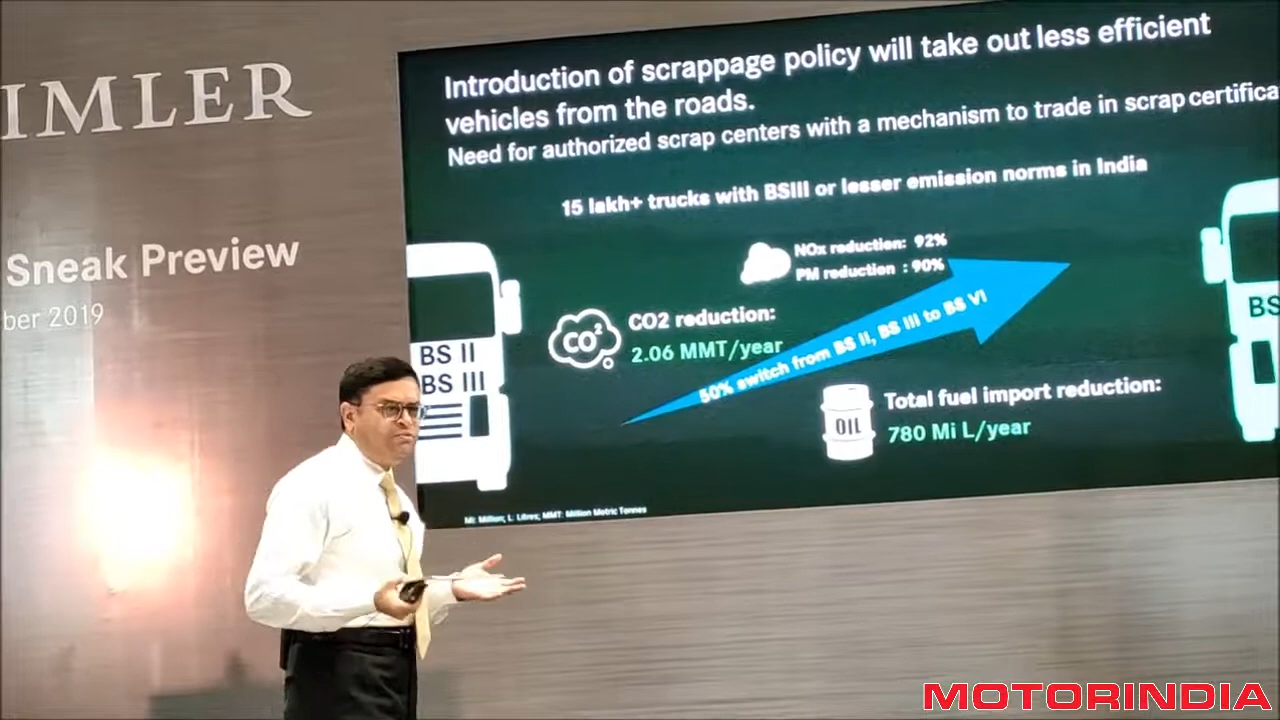 IMLER
Sneak Preview
ber 2019
Introduction of scrappage policy will take out less efficient
vehicles from the roads.
Need for authorized scrap centers with a mechanism to trade in scrap certifica
15 lakh+ trucks with BSIII or lesser emission norms in India
NOx reduction: 92%
PM reduction : 90%
CO2 reduction:
2.06 MMT/year
CO2
50% switch from BS II, BS III to BS VI
BS II
BS III
BS
Total fuel import reduction:
780 Mi L/year
OIL
Mi: Million, L: Litres; MMT: Million Metric Tonnes
MOTORINDIA